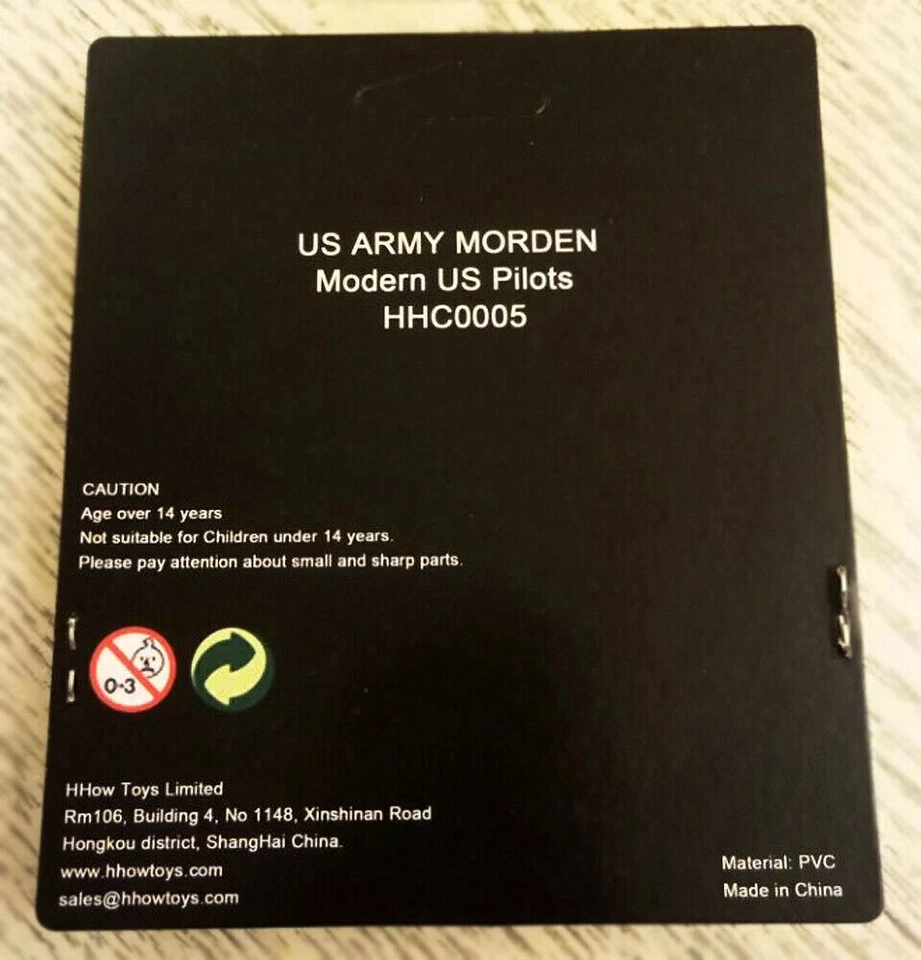 US ARMY MORDEN
Modern US Pilots
HHC0005
CAUTION
Age over 14 years
Not suitable for Children under 14 years.
Please pay attention about small and sharp parts.
0-3
HHow Toys Limited
Rm106, Building 4, No 1148, Xinshinan Road
Hongkou district, ShangHai China.
www.hhowtoys.com
sales@hhowtoys.com
Material: PVC
Made in China